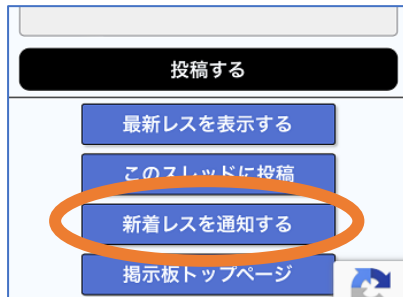 投稿する
最新レスを表示する
このスレッドに投稿
新着レスを通知する
掲示板トップページ